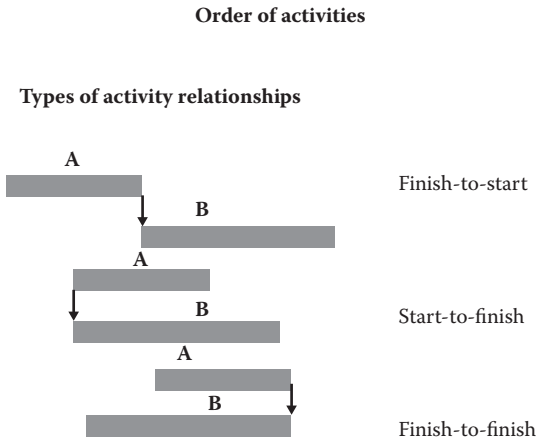 Order of activities
Types of activity relationships
A
Finish-to-start
B
A
B
Start-to-finish
A
B
Finish-to-finish